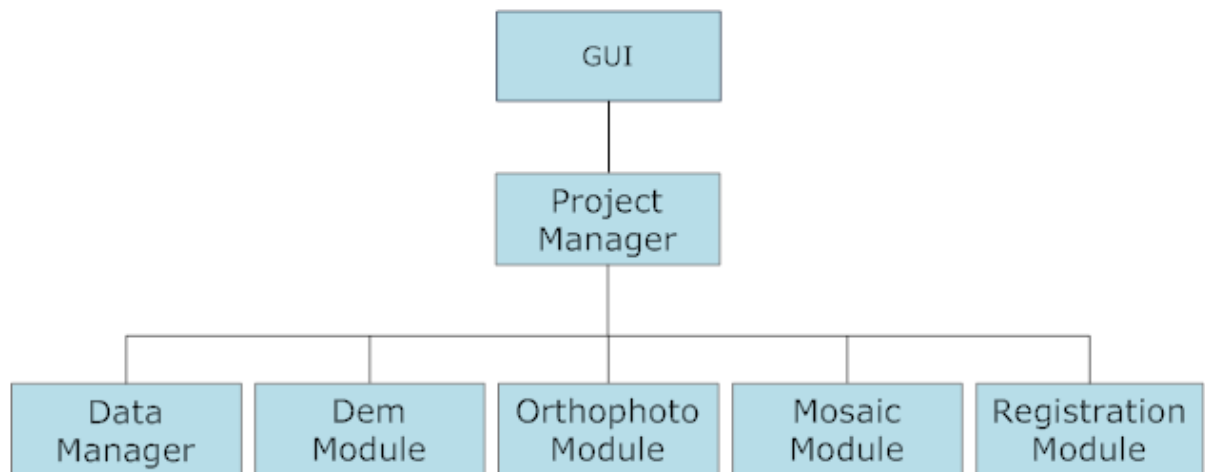 GUI
Project
Manager
Data
Manager
Dem
Module
Orthophoto
Module
Mosaic
Module
Registration
Module